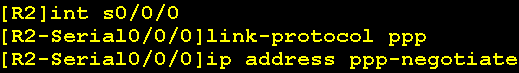 [R2]int s0/0/0
[R2-Serial0/0/0]link-protocol ppp
[R2-Serial0/0/0]ip address ppp-negotiate